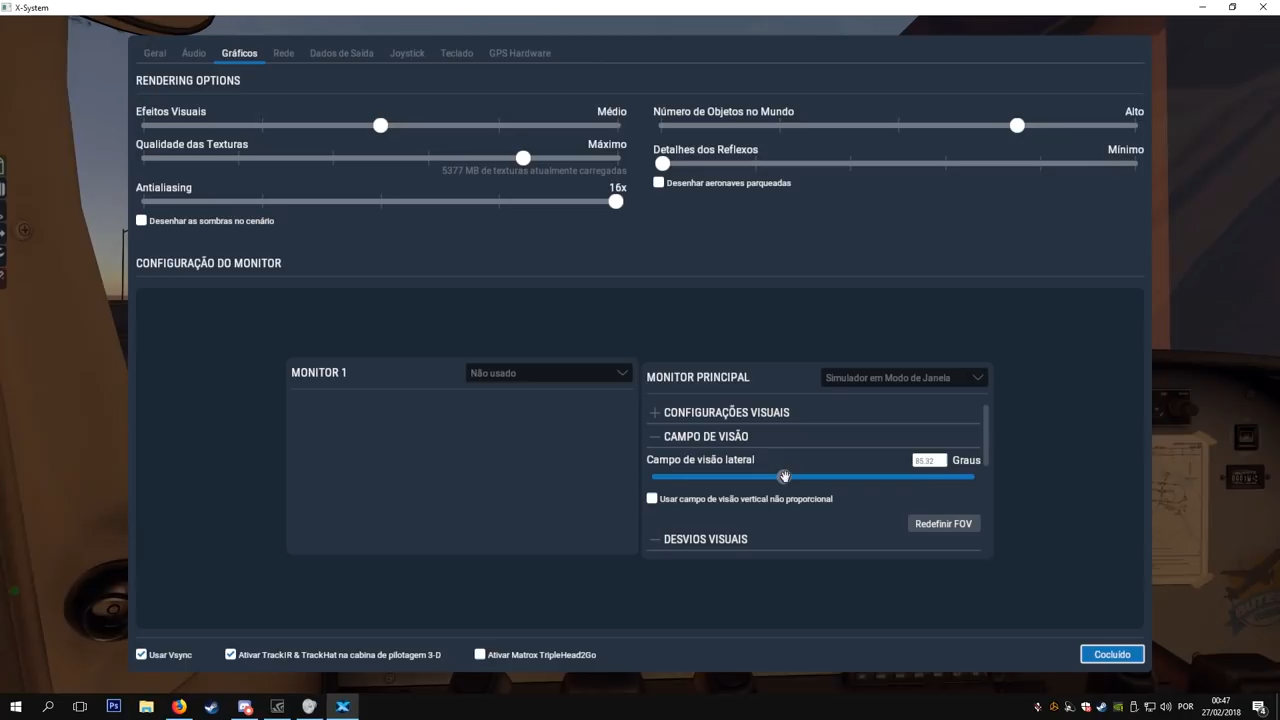 X-System
Geral Áudio Gráficos Rede Dados de Saída Joystick Teclado GPS Hardware
RENDERING OPTIONS
Efeitos Visuais Médio
Qualidade das Texturas Máximo
5377 MB de texturas atualmente carregadas
Antialiasing 16x
Desenhar as sombras no cenário
Número de Objetos no Mundo Alto
Detalhes dos Reflexos Mínimo
Desenhar aeronaves parqueadas
CONFIGURAÇÃO DO MONITOR
MONITOR 1 Não usado
MONITOR PRINCIPAL Simulador em Modo de Janela
CONFIGURAÇÕES VISUAIS
CAMPO DE VISÃO
Campo de visão lateral 85.32 Graus
Usar campo de visão vertical não proporcional
Redefinir FOV
DESVIOS VISUAIS
Usar Vsync Ativar TrackIR & TrackHat na cabina de pilotagem 3-D Ativar Matrox TripleHead2Go Cocluído
POR
00:47
27/02/2018